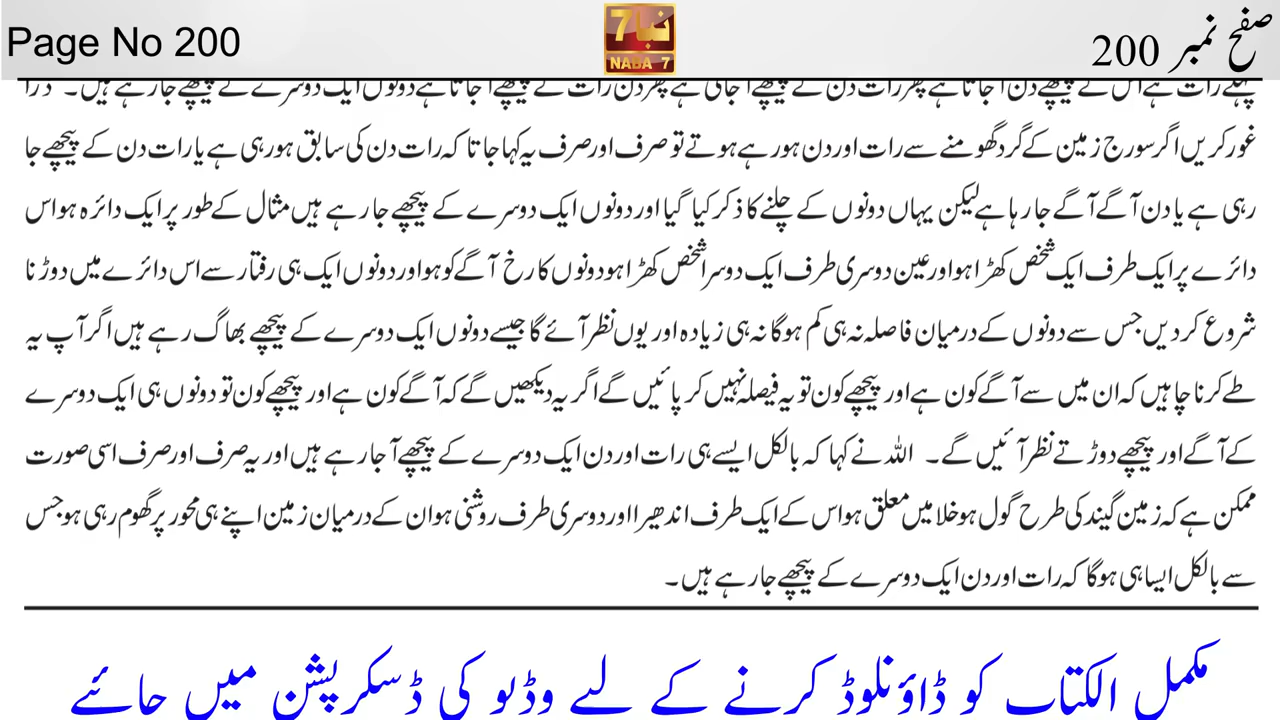 Page No 200
نبا 7
NABA 7
صفح نمبر 200
پہلے رات ہے اس کے پیچھے دن آ جاتا ہے پھر رات دن کے پیچھے آ جاتی ہے پھر دن رات کے پیچھے آ جاتا ہے دونوں ایک دوسرے کے پیچھے جا رہے ہیں۔ ذرا
غور کریں اگر سورج زمین کے گرد گھومنے سے رات اور دن ہو رہے ہوتے تو صرف اور صرف یہ کہا جاتا کہ رات دن کی سابق ہو رہی ہے یا رات دن کے پیچھے جا
رہی ہے یا دن آگے آگے جا رہا ہے لیکن یہاں دونوں کے چلنے کا ذکر کیا گیا اور دونوں ایک دوسرے کے پیچھے جا رہے ہیں مثال کے طور پر ایک دائرہ ہو اس
دائرے پر ایک طرف ایک شخص کھڑا ہو اور عین دوسری طرف ایک دوسرا شخص کھڑا ہو دونوں کا رخ آگے کو ہو اور دونوں ایک ہی رفتار سے اس دائرے میں دوڑنا
شروع کر دیں جس سے دونوں کے درمیان فاصلہ نہ ہی کم ہو گا نہ ہی زیادہ اور یوں نظر آئے گا جیسے دونوں ایک دوسرے کے پیچھے بھاگ رہے ہیں اگر آپ یہ
طے کرنا چاہیں کہ ان میں سے آگے کون ہے اور پیچھے کون تو یہ فیصلہ نہیں کر پائیں گے اگر یہ دیکھیں گے کہ آگے کون ہے اور پیچھے کون تو دونوں ہی ایک دوسرے
کے آگے اور پیچھے دوڑتے نظر آئیں گے۔ اللہ نے کہا کہ بالکل ایسے ہی رات اور دن ایک دوسرے کے پیچھے آ جا رہے ہیں اور یہ صرف اور صرف اسی صورت
ممکن ہے کہ زمین گیند کی طرح گول ہو خلا میں معلق ہو اس کے ایک طرف اندھیرا اور دوسری طرف روشنی ہو ان کے درمیان زمین اپنے ہی محور پر گھوم رہی ہو جس
سے بالکل ایسا ہی ہو گا کہ رات اور دن ایک دوسرے کے پیچھے جا رہے ہیں۔
مکمل الکتاب کو ڈاؤنلوڈ کرنے کے لیے وڈیو کی ڈسکرپشن میں جائے